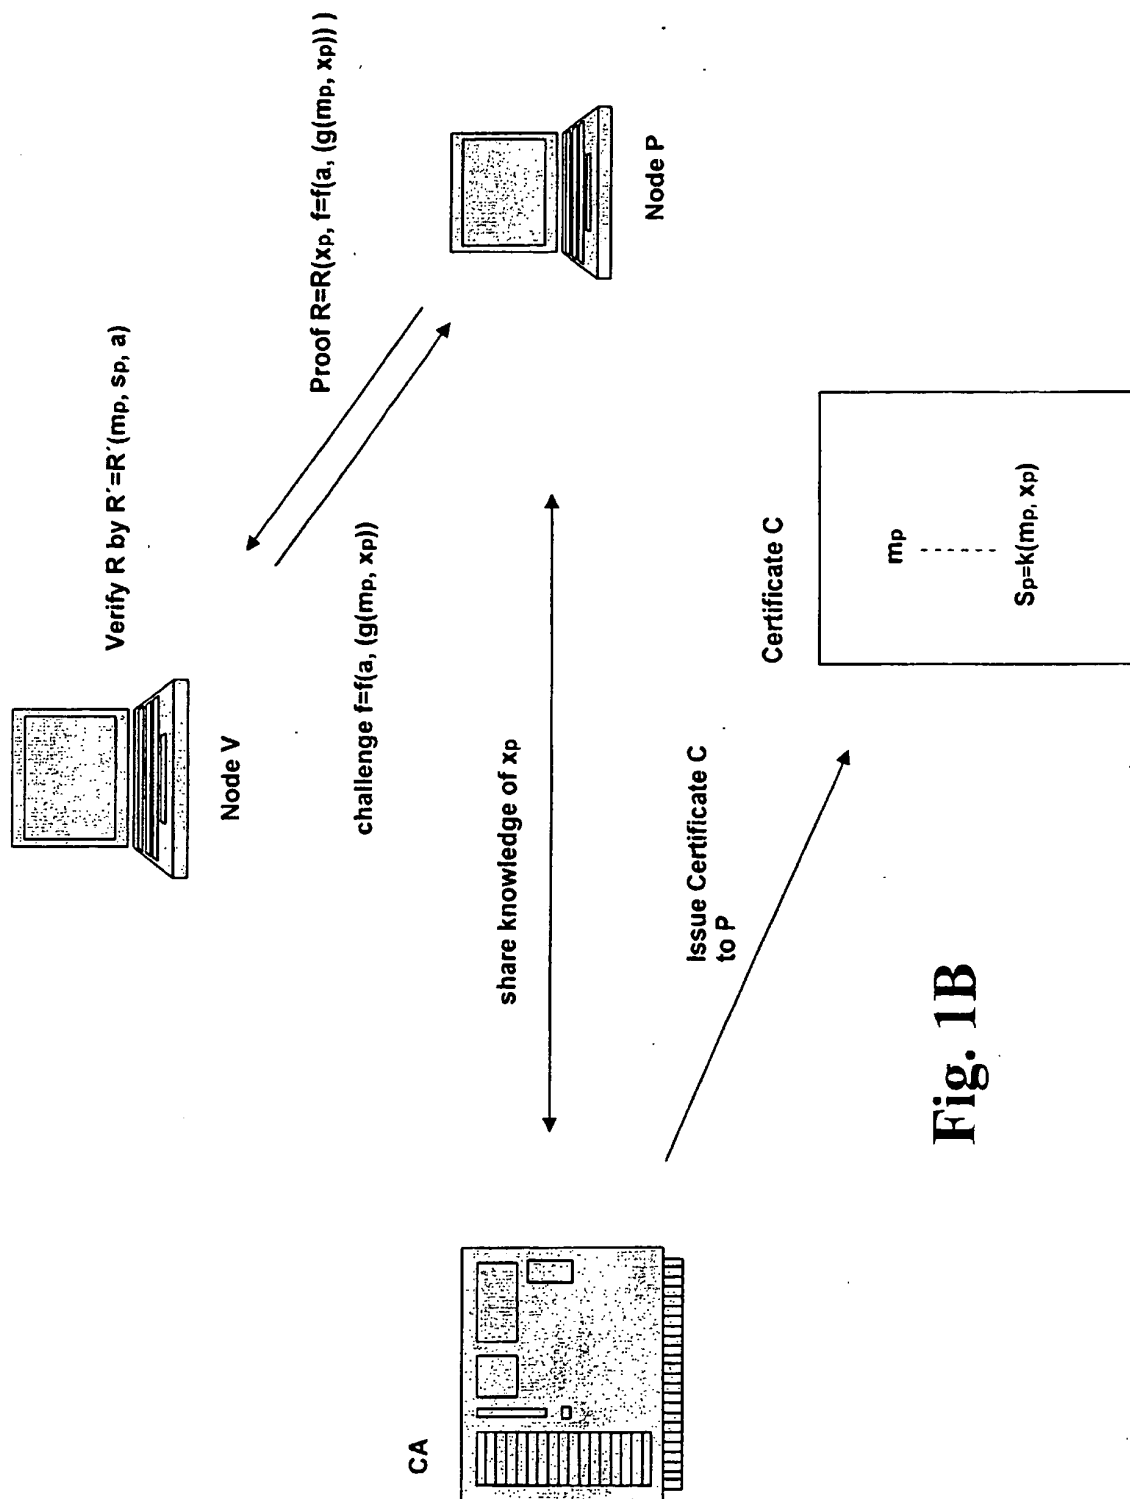 Verify R by R´=R´(mp, sp, a)
Proof R=R(xp, f=f(a, (g(mp, xp))) )
Node V
challenge f=f(a, (g(mp, xp))
Node P
CA
share knowledge of xp
Issue Certificate C
to P
Certificate C
mp
Sp=k(mp, xp)
Fig. 1B